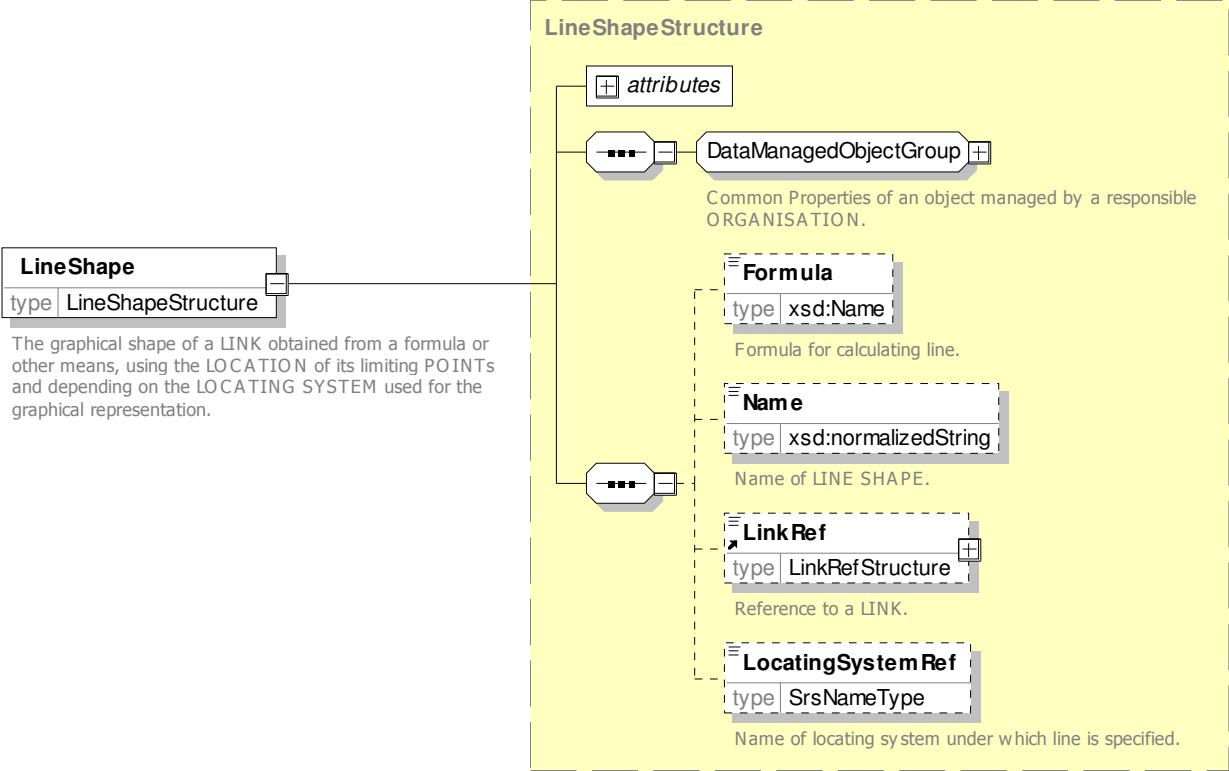 LineShapeStructure
attributes
DataManagedObjectGroup
Common Properties of an object managed by a responsible
ORGANISATION.
LineShape
type LineShapeStructure
The graphical shape of a LINK obtained from a formula or
other means, using the LOCATION of its limiting POINTs
and depending on the LOCATING SYSTEM used for the
graphical representation.
Formula
type xsd:Name
Formula for calculating line.
Name
type xsd:normalizedString
Name of LINE SHAPE.
LinkRef
type LinkRefStructure
Reference to a LINK.
LocatingSystemRef
type SrsNameType
Name of locating system under which line is specified.